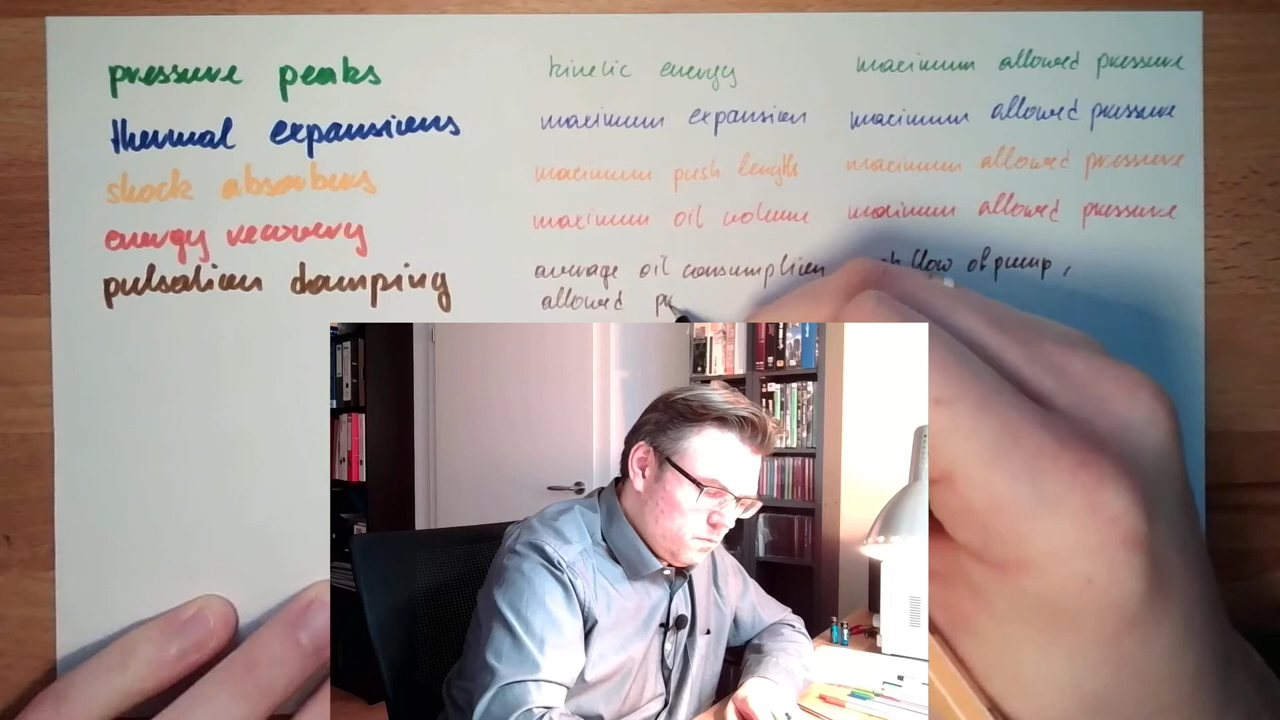 pressure peaks kinetic energy maximum allowed pressure
thermal expansions maximum expansion maximum allowed pressure
shock absorbers maximum push lengths maximum allowed pressure
energy recovery maximum oil volume maximum allowed pressure
pulsation damping average oil consumption flow of pump,
allowed